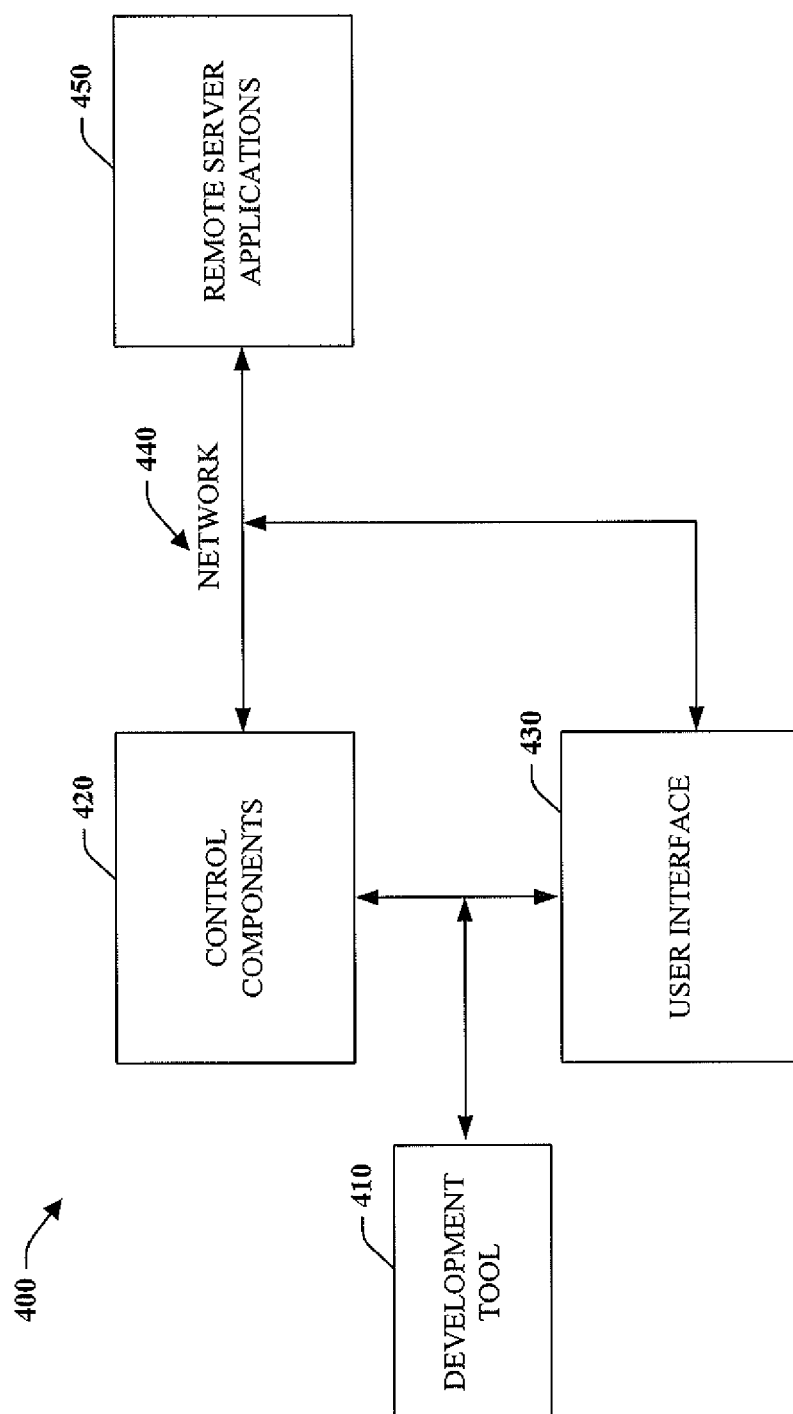 400
410
DEVELOPMENT
TOOL
420
CONTROL
COMPONENTS
430
USER INTERFACE
440
NETWORK
450
REMOTE SERVER
APPLICATIONS